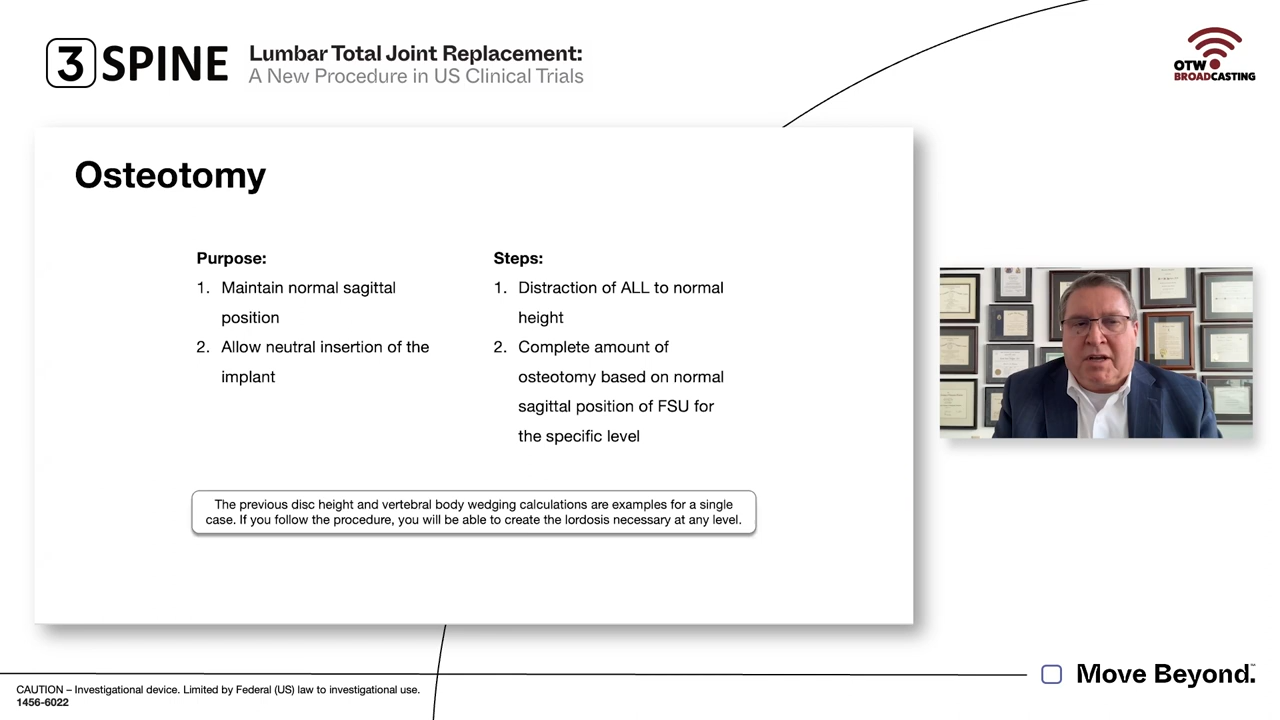 3 SPINE
Lumbar Total Joint Replacement:
A New Procedure in US Clinical Trials
OTW
BROADCASTING
Osteotomy
Purpose:
1. Maintain normal sagittal
position
2. Allow neutral insertion of the
implant
Steps:
1. Distraction of ALL to normal
height
2. Complete amount of
osteotomy based on normal
sagittal position of FSU for
the specific level
The previous disc height and vertebral body wedging calculations are examples for a single
case. If you follow the procedure, you will be able to create the lordosis necessary at any level.
CAUTION – Investigational device. Limited by Federal (US) law to investigational use.
1456-6022
Move Beyond.™